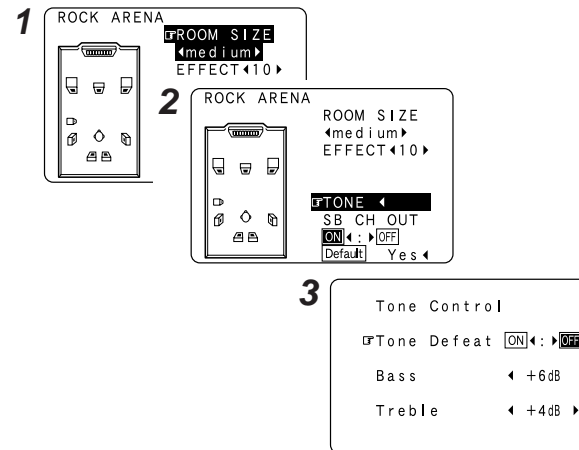 1
ROCK ARENA
☞ROOM SIZE
◀medium▶
EFFECT◀10▶
2
ROCK ARENA
ROOM SIZE
◀medium▶
EFFECT◀10▶
☞TONE ◀
SB CH OUT
ON◀:▶OFF
Default Yes◀
3
Tone Control
☞Tone Defeat ON◀:▶OFF
Bass ◀ +6dB
Treble ◀ +4dB ▶